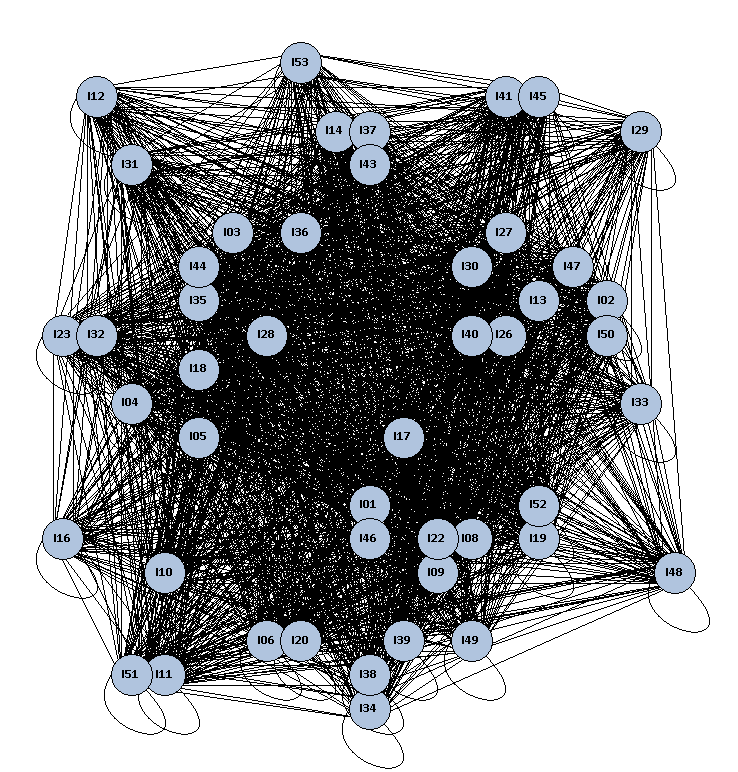 I53
I12 I41 I45
I14 I37 I29
I31 I43
I03 I36 I27
I44 I30 I47
I35 I13 I02
I23 I32 I28 I40 I26 I50
I18
I04 I33
I05 I17
I01 I52
I16 I46 I22 I08 I19
I10 I09 I48
I06 I20 I39 I49
I51 I11 I38
I34